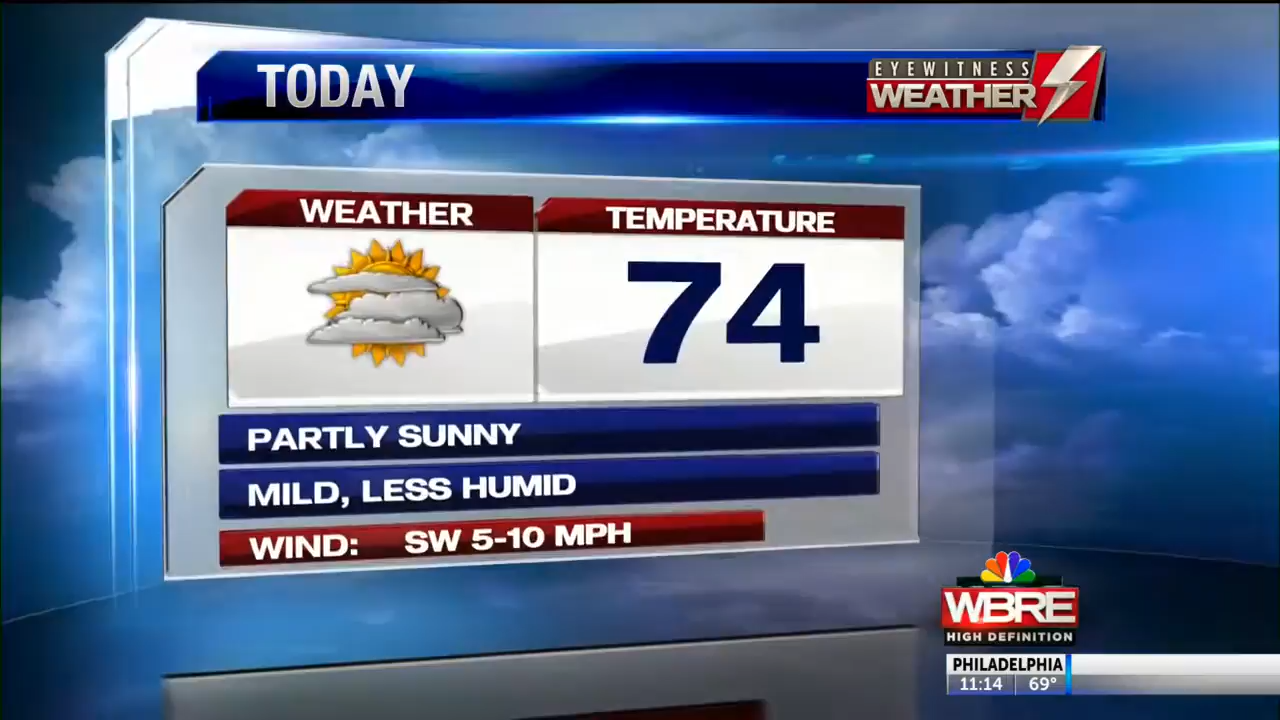 TODAY
EYEWITNESS
WEATHER
WEATHER
TEMPERATURE
74
PARTLY SUNNY
MILD, LESS HUMID
WIND: SW 5-10 MPH
WBRE
HIGH DEFINITION
PHILADELPHIA
11:14 69°